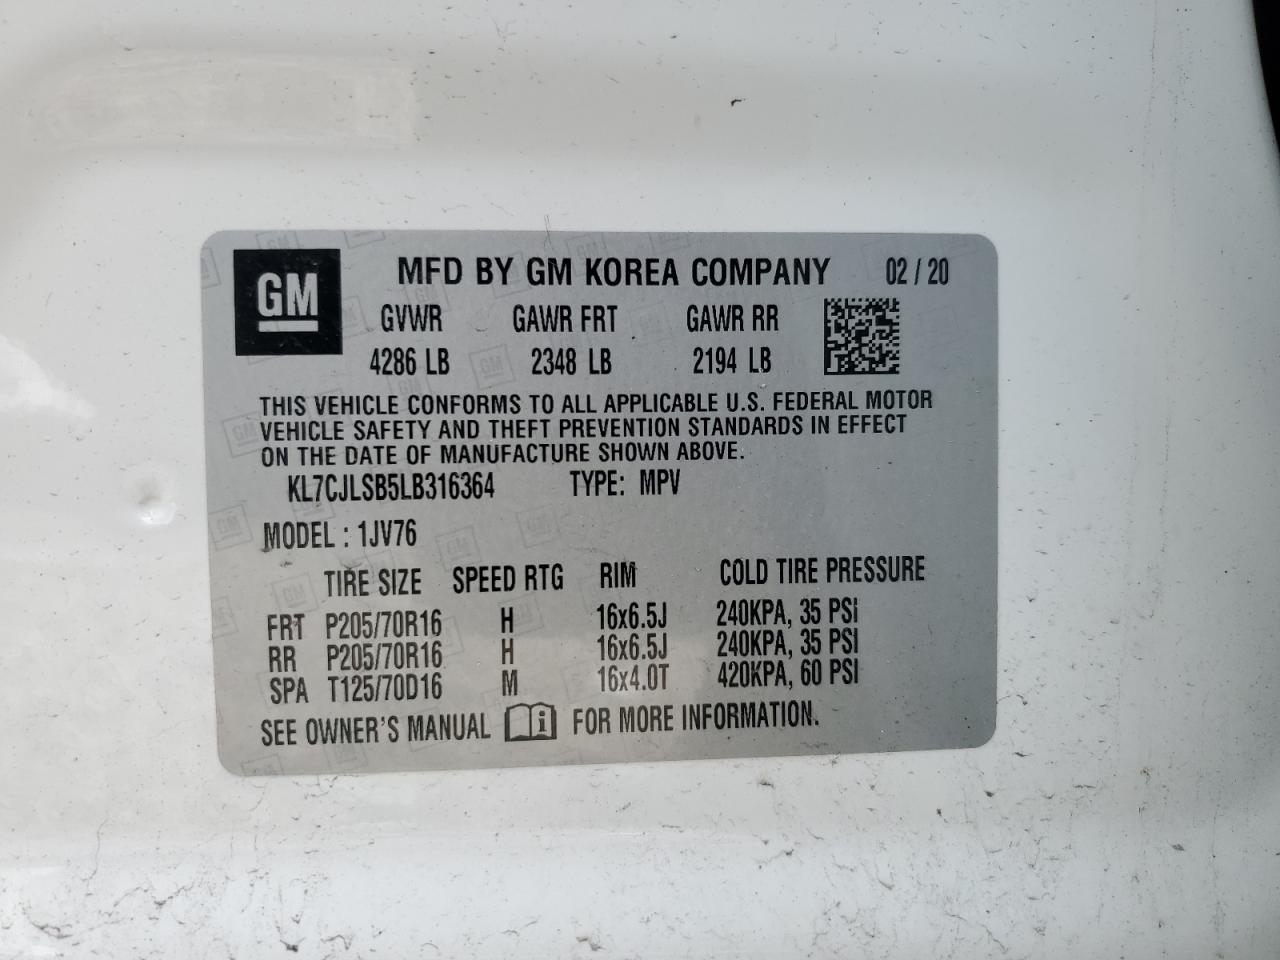 GM MFD BY GM KOREA COMPANY 02 / 20
GVWR GAWR FRT GAWR RR
4286 LB 2348 LB 2194 LB
THIS VEHICLE CONFORMS TO ALL APPLICABLE U.S. FEDERAL MOTOR
VEHICLE SAFETY AND THEFT PREVENTION STANDARDS IN EFFECT
ON THE DATE OF MANUFACTURE SHOWN ABOVE.
KL7CJLSB5LB316364 TYPE: MPV
MODEL : 1JV76
TIRE SIZE SPEED RTG RIM COLD TIRE PRESSURE
FRT P205/70R16 H 16x6.5J 240KPA, 35 PSI
RR P205/70R16 H 16x6.5J 240KPA, 35 PSI
SPA T125/70D16 M 16x4.0T 420KPA, 60 PSI
SEE OWNER'S MANUAL i FOR MORE INFORMATION.